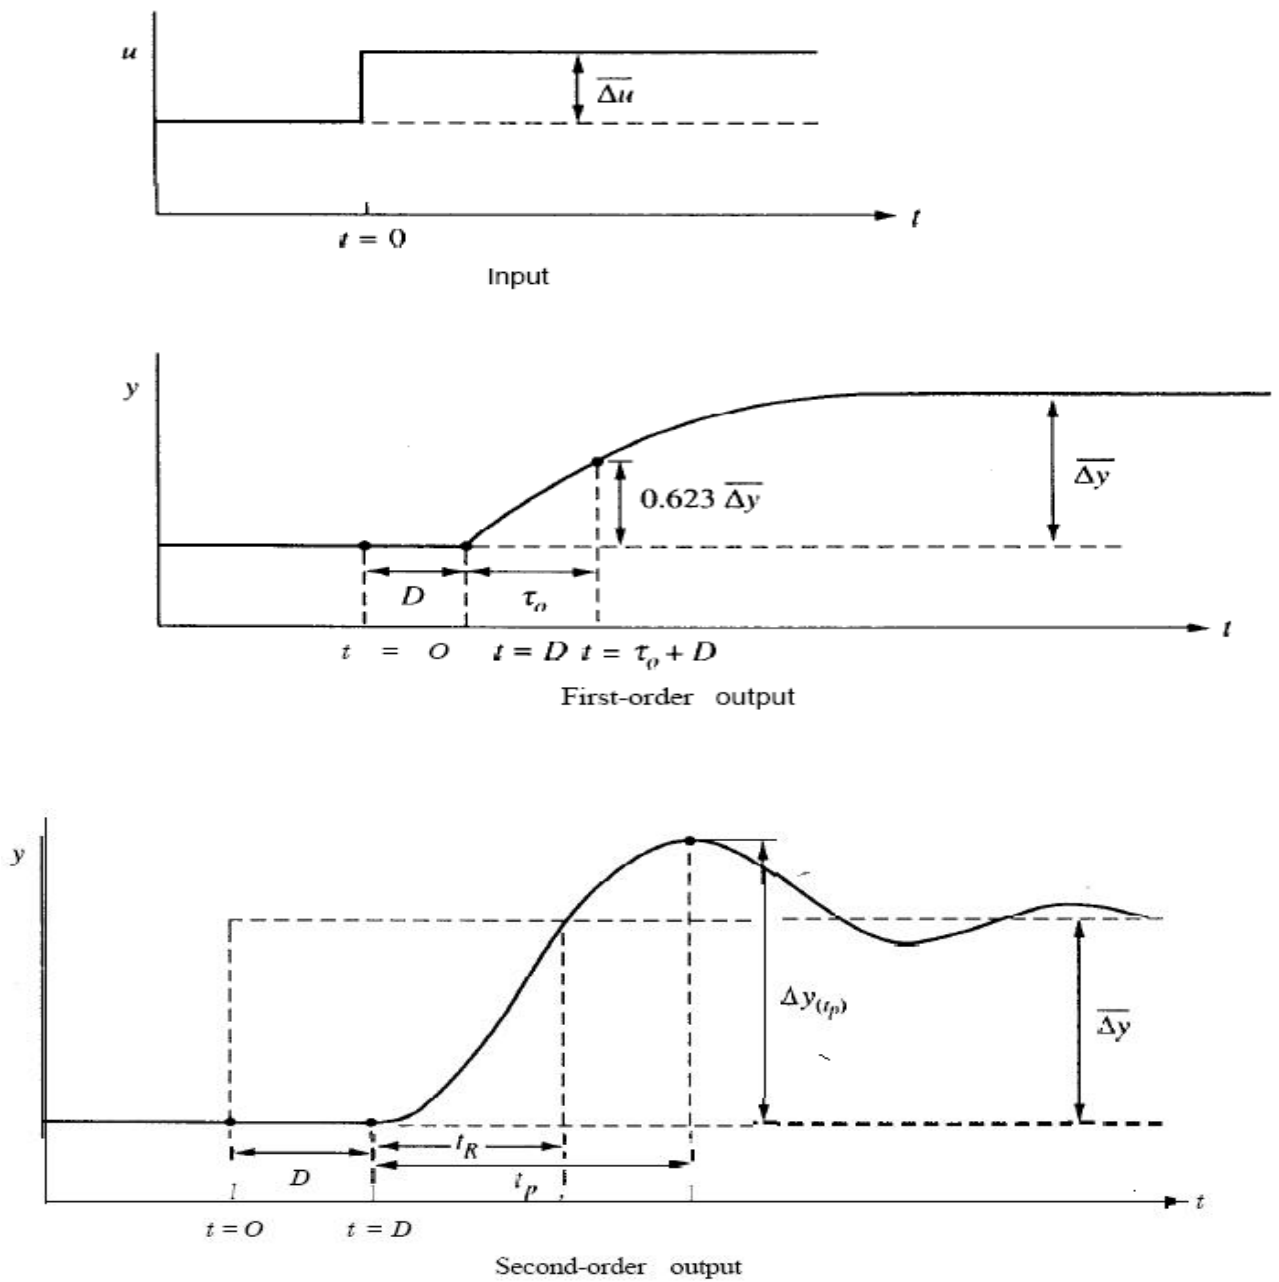 u
Δu
t
t = 0
Input
y
0.623 Δy
Δy
D
τo
t
t = O t = D t = τo + D
First-order output
y
Δy(tp)
Δy
tR
D
tp
t
t = O t = D
Second-order output